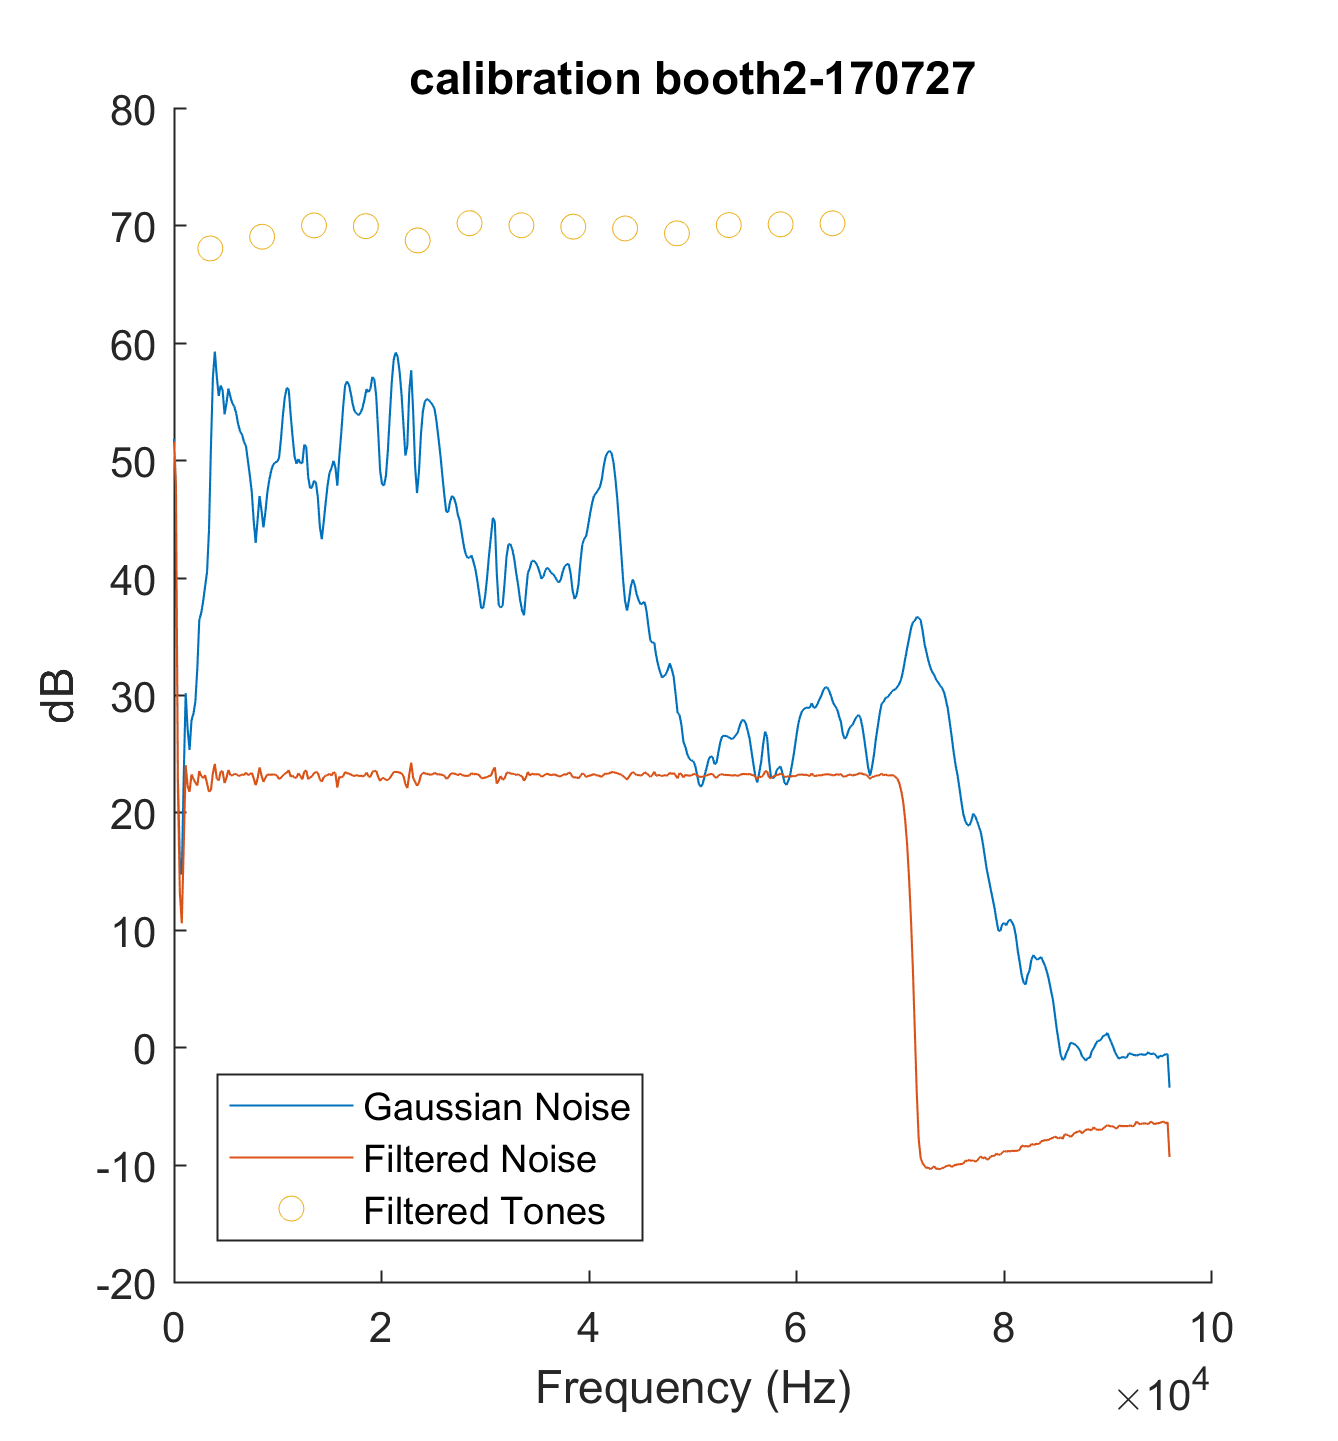 calibration booth2-170727
80
70
60
50
40
30
20
10
0
-10
-20
dB
Gaussian Noise
Filtered Noise
Filtered Tones
0 2 4 6 8 10
Frequency (Hz)
×10⁴